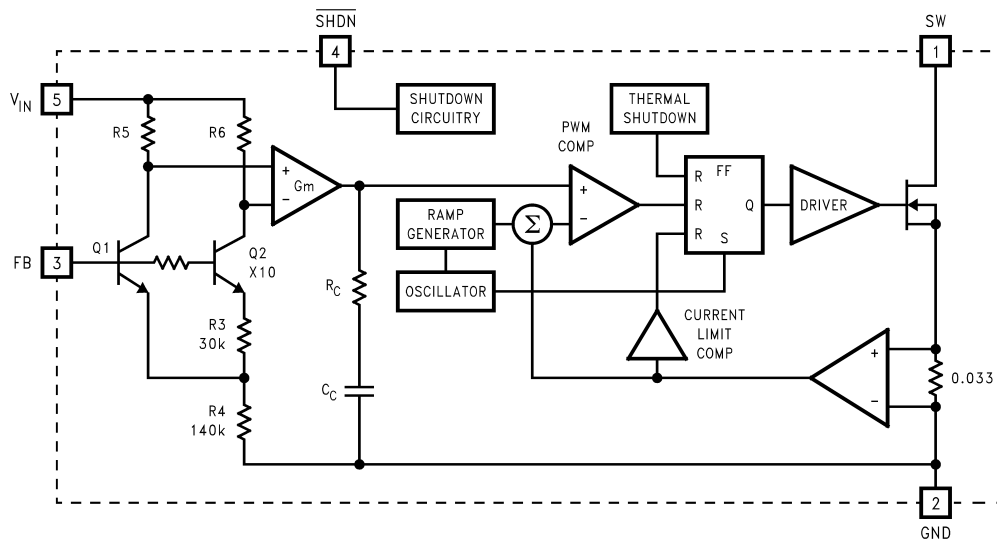 SHDN
SW
4
1
V_IN
5
SHUTDOWN
CIRCUITRY
THERMAL
SHUTDOWN
R5
R6
PWM
COMP
+
Gm
−
+
−
R
FF
R
Q
R
S
DRIVER
RAMP
GENERATOR
Σ
FB
3
Q1
Q2
X10
OSCILLATOR
R_C
R3
30k
CURRENT
LIMIT
COMP
+
−
0.033
C_C
R4
140k
2
GND